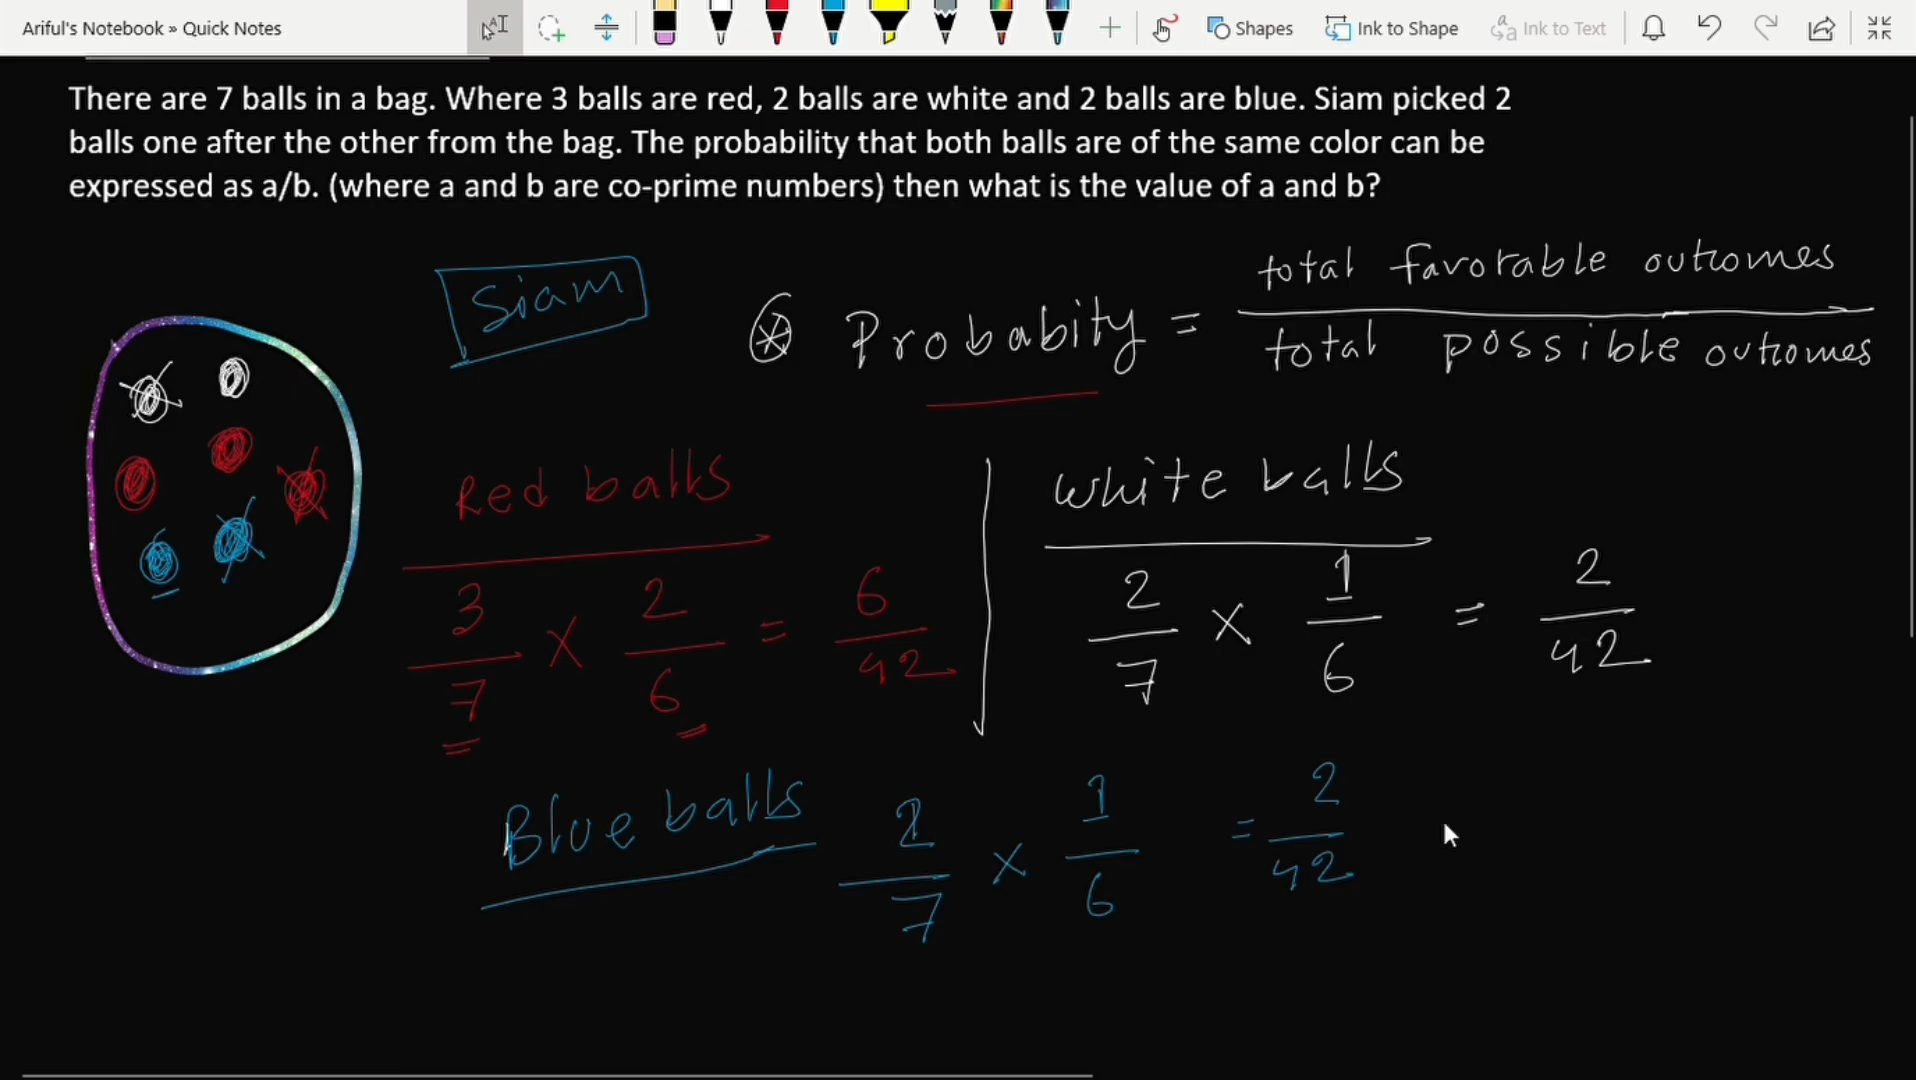 Ariful's Notebook » Quick Notes
Shapes
Ink to Shape
Ink to Text
There are 7 balls in a bag. Where 3 balls are red, 2 balls are white and 2 balls are blue. Siam picked 2
balls one after the other from the bag. The probability that both balls are of the same color can be
expressed as a/b. (where a and b are co-prime numbers) then what is the value of a and b?
Siam
Probabity = total favorable outcomes
total possible outcomes
Red balls
3/7 × 2/6 = 6/42
White balls
2/7 × 1/6 = 2/42
Blue balls 2/7 × 1/6 = 2/42